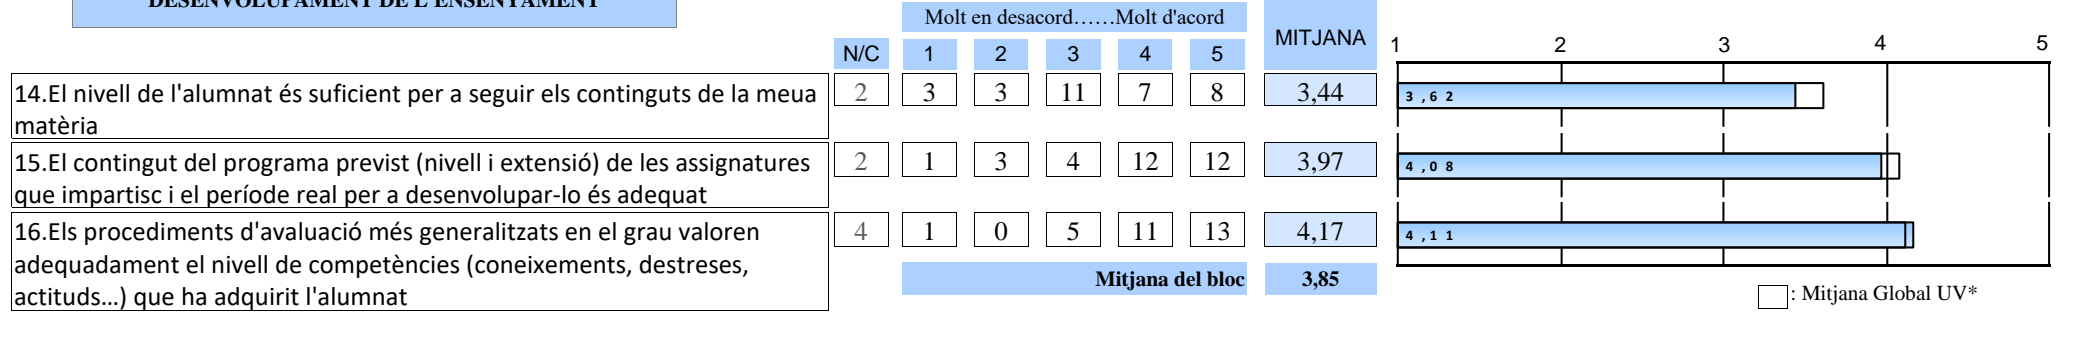 DESENVOLUPAMENT DE L'ENSENYAMENT
Molt en desacord……Molt d'acord
MITJANA
N/C 1 2 3 4 5
1 2 3 4 5
14.El nivell de l'alumnat és suficient per a seguir els continguts de la meua
matèria
2 3 3 11 7 8 3,44
3,62
15.El contingut del programa previst (nivell i extensió) de les assignatures
que impartisc i el període real per a desenvolupar-lo és adequat
2 1 3 4 12 12 3,97
4,08
16.Els procediments d'avaluació més generalitzats en el grau valoren
adequadament el nivell de competències (coneixements, destreses,
actituds…) que ha adquirit l'alumnat
4 1 0 5 11 13 4,17
4,11
Mitjana del bloc 3,85
: Mitjana Global UV*